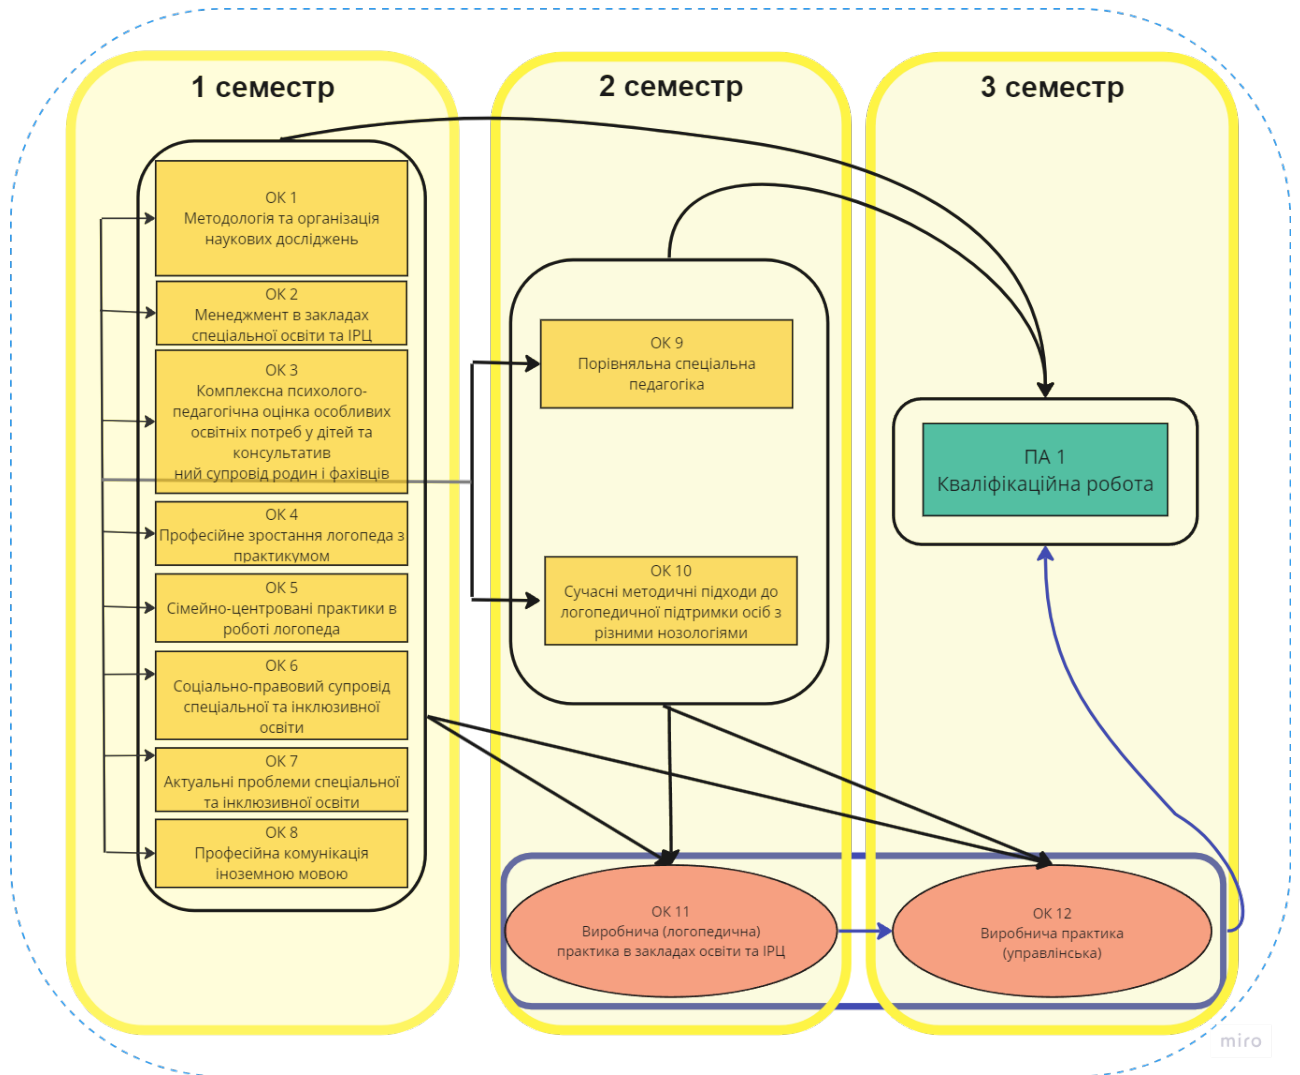 1 семестр
ОК 1
Методологія та організація
наукових досліджень
ОК 2
Менеджмент в закладах
спеціальної освіти та ІРЦ
ОК 3
Комплексна психолого-
педагогічна оцінка особливих
освітніх потреб у дітей та
консультатив
ний супровід родин і фахівців
ОК 4
Професійне зростання логопеда з
практикумом
ОК 5
Сімейно-центровані практики в
роботі логопеда
ОК 6
Соціально-правовий супровід
спеціальної та інклюзивної
освіти
ОК 7
Актуальні проблеми спеціальної
та інклюзивної освіти
ОК 8
Професійна комунікація
іноземною мовою
2 семестр
ОК 9
Порівняльна спеціальна
педагогіка
ОК 10
Сучасні методичні підходи до
логопедичної підтримки осіб з
різними нозологіями
ОК 11
Виробнича (логопедична)
практика в закладах освіти та ІРЦ
3 семестр
ПА 1
Кваліфікаційна робота
ОК 12
Виробнича практика
(управлінська)
miro